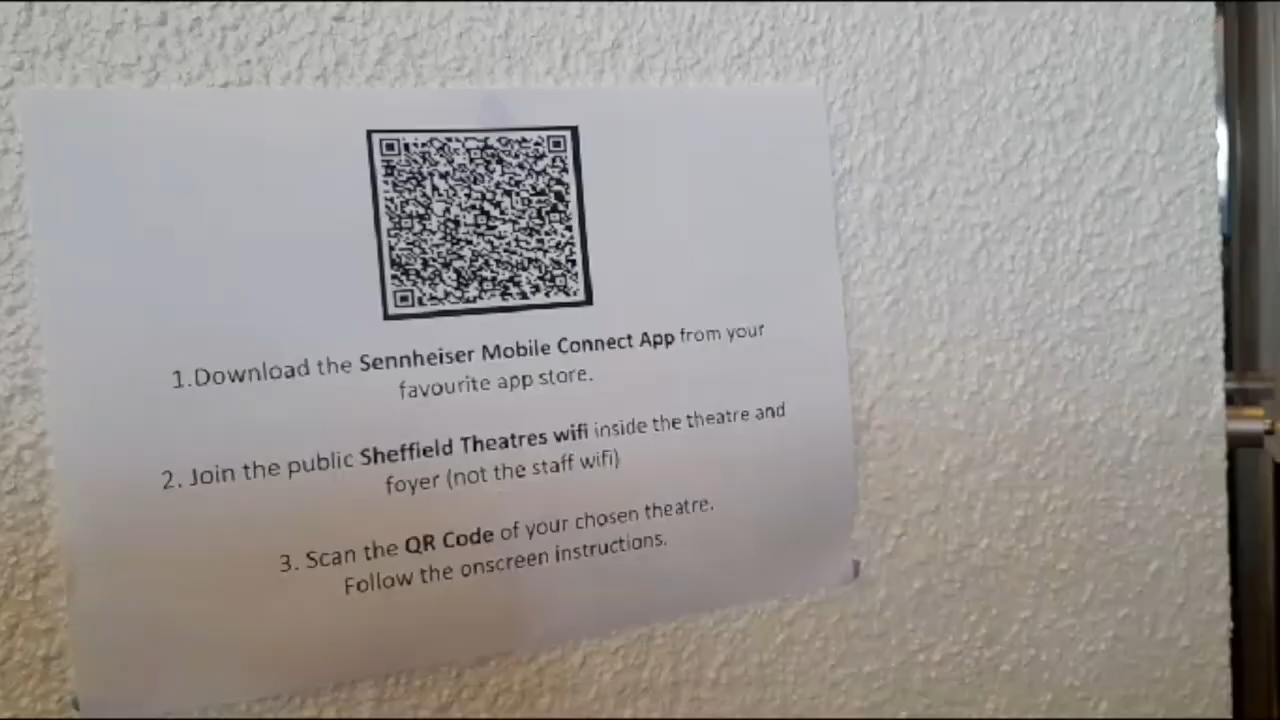 1.Download the Sennheiser Mobile Connect App from your
favourite app store.
2. Join the public Sheffield Theatres wifi inside the theatre and
foyer (not the staff wifi)
3. Scan the QR Code of your chosen theatre.
Follow the onscreen instructions.